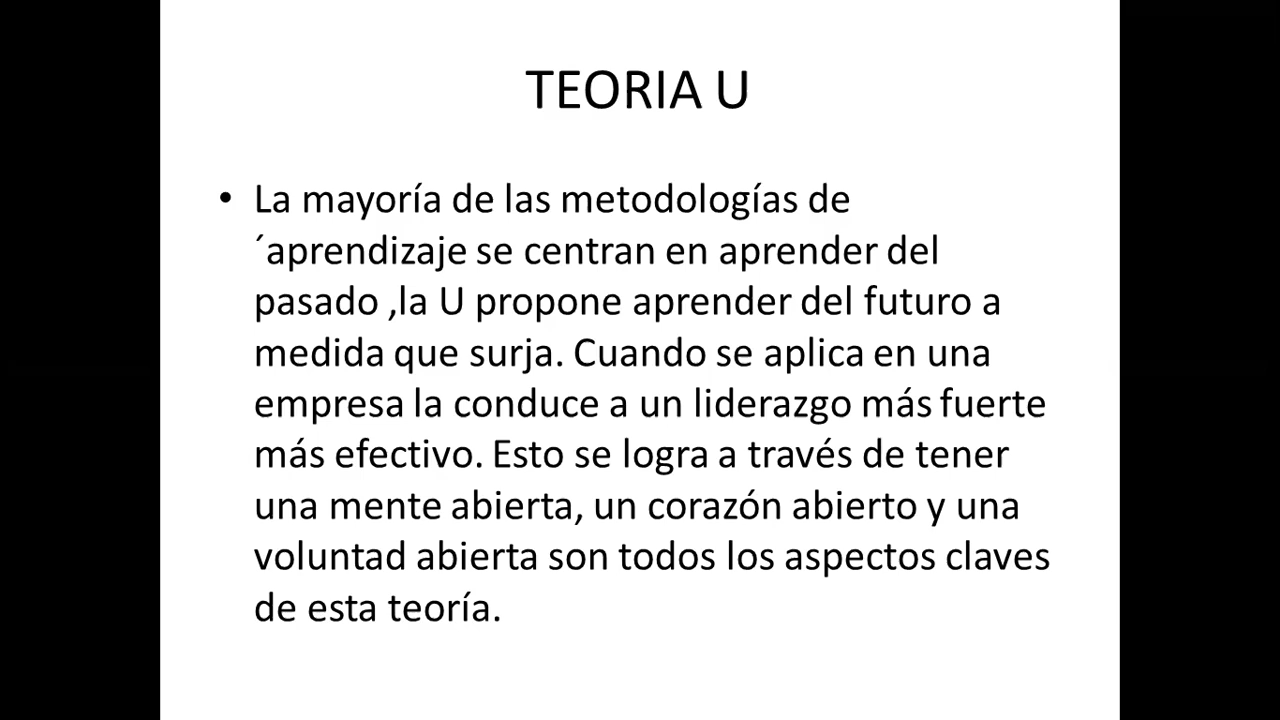 TEORIA U
• La mayoría de las metodologías de
´aprendizaje se centran en aprender del
pasado ,la U propone aprender del futuro a
medida que surja. Cuando se aplica en una
empresa la conduce a un liderazgo más fuerte
más efectivo. Esto se logra a través de tener
una mente abierta, un corazón abierto y una
voluntad abierta son todos los aspectos claves
de esta teoría.